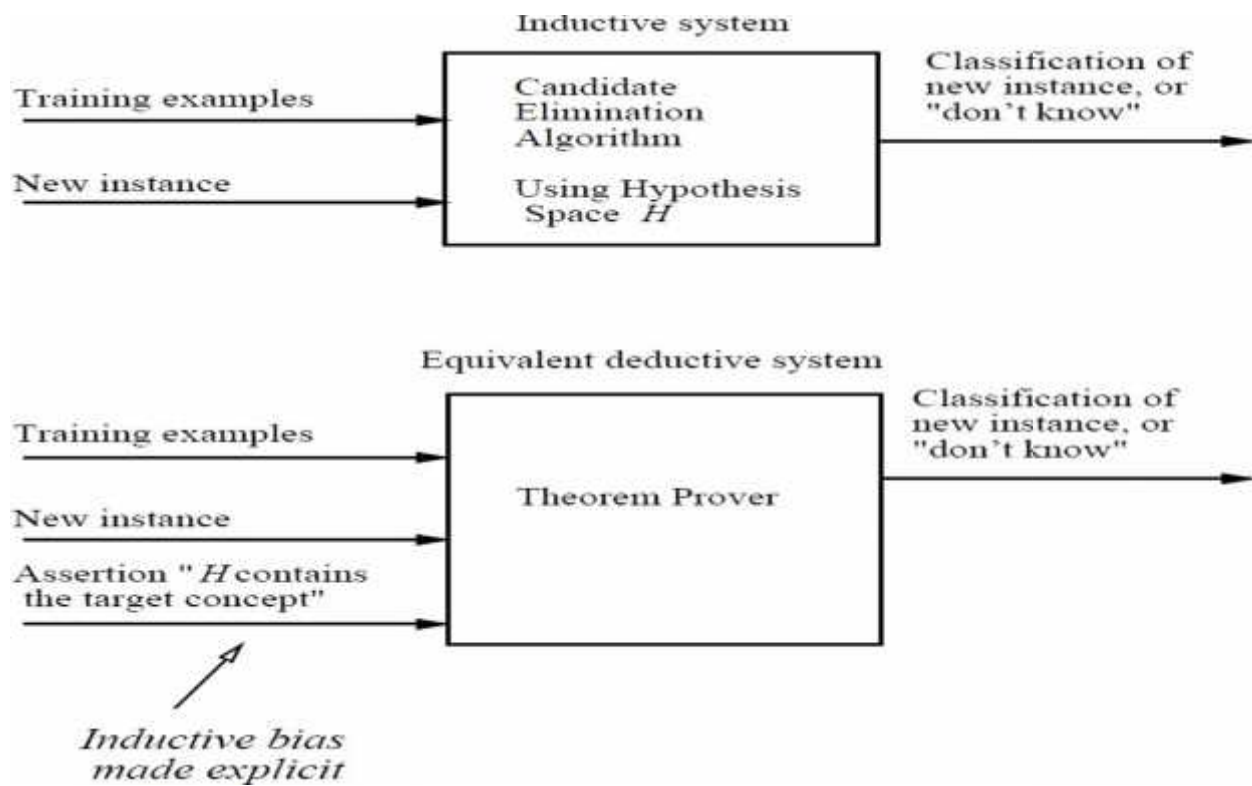 Inductive system
Training examples
New instance
Candidate
Elimination
Algorithm
Using Hypothesis
Space H
Classification of
new instance, or
"don't know"
Equivalent deductive system
Training examples
New instance
Assertion " H contains
the target concept"
Theorem Prover
Classification of
new instance, or
"don't know"
Inductive bias
made explicit